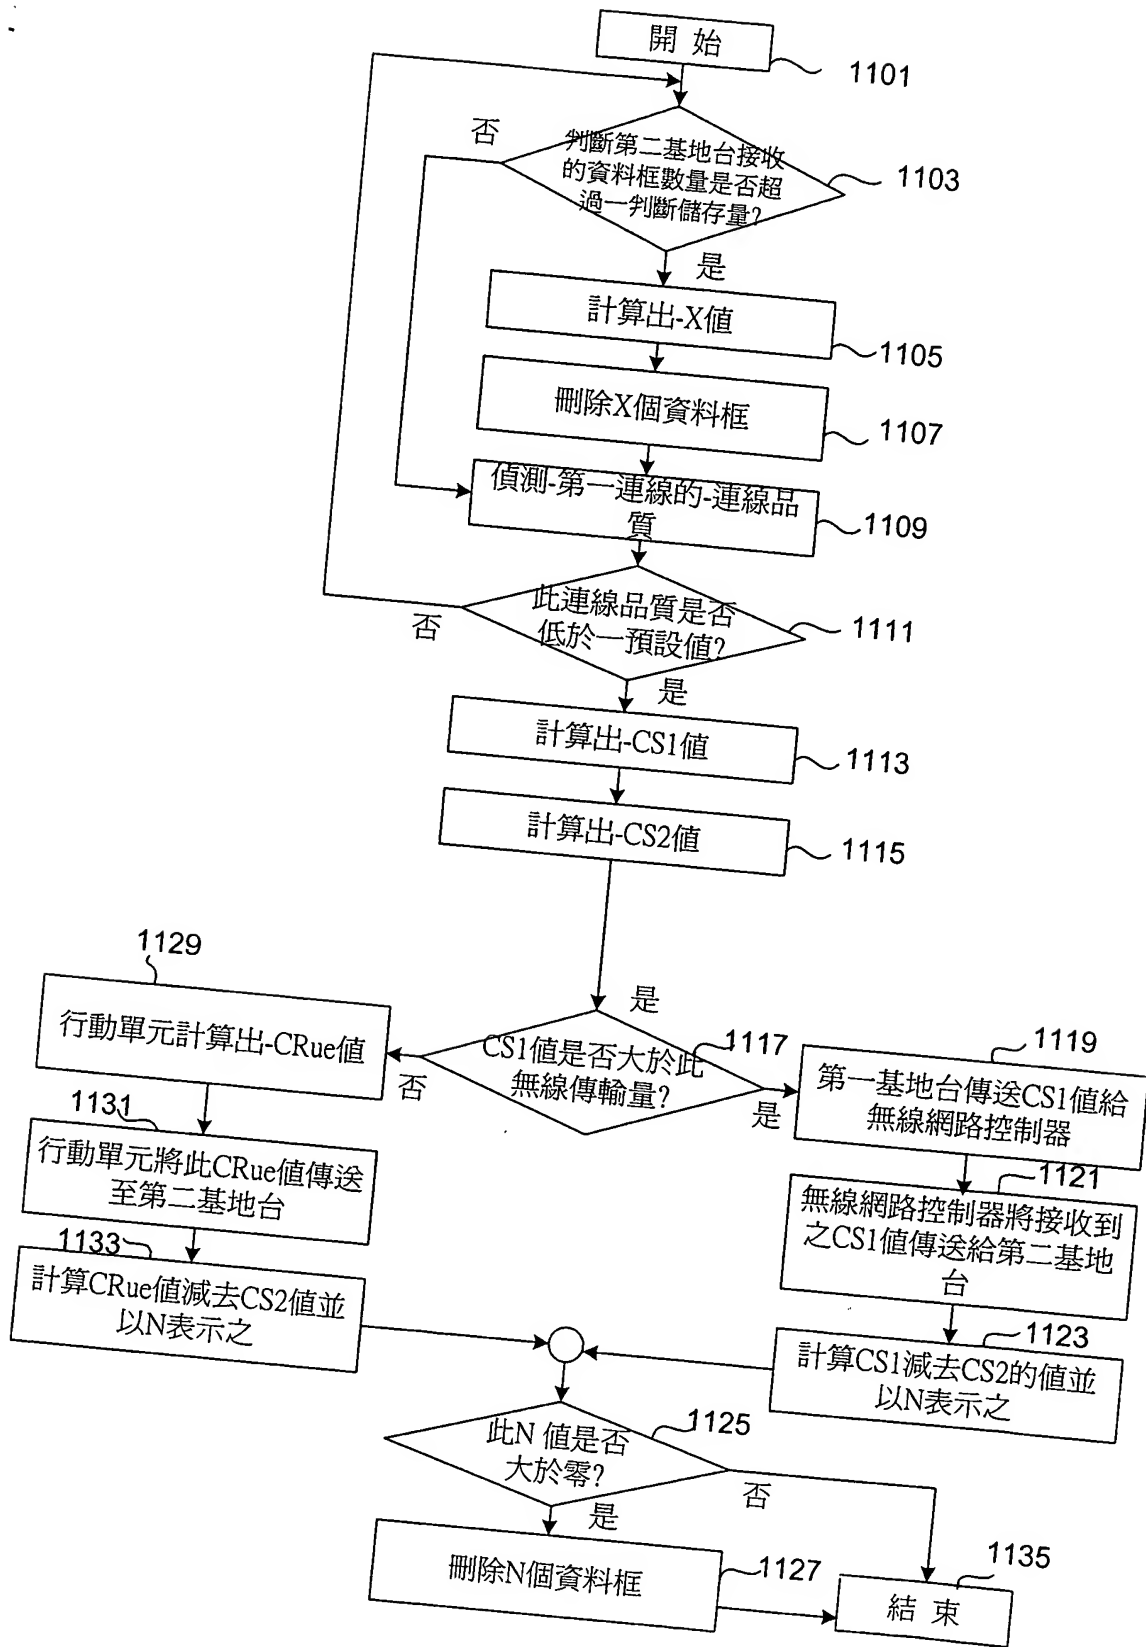 開 始
1101
否
判斷第二基地台接收
的資料框數量是否超
過一判斷儲存量?
1103
是
計算出-X值
1105
刪除X個資料框
1107
偵測-第一連線的-連線品
質
1109
此連線品質是否
低於一預設值?
1111
否
是
計算出-CS1值
1113
計算出-CS2值
1115
1129
是
行動單元計算出-CRue值
CS1值是否大於此
無線傳輸量?
1117
否
是
1119
第一基地台傳送CS1值給
無線網路控制器
1131
行動單元將此CRue值傳送
至第二基地台
1121
無線網路控制器將接收到
之CS1值傳送給第二基地
台
1133
計算CRue值減去CS2值並
以N表示之
1123
計算CS1減去CS2的值並
以N表示之
此N 值是否
大於零?
1125
否
是
刪除N個資料框
1127
1135
結 束